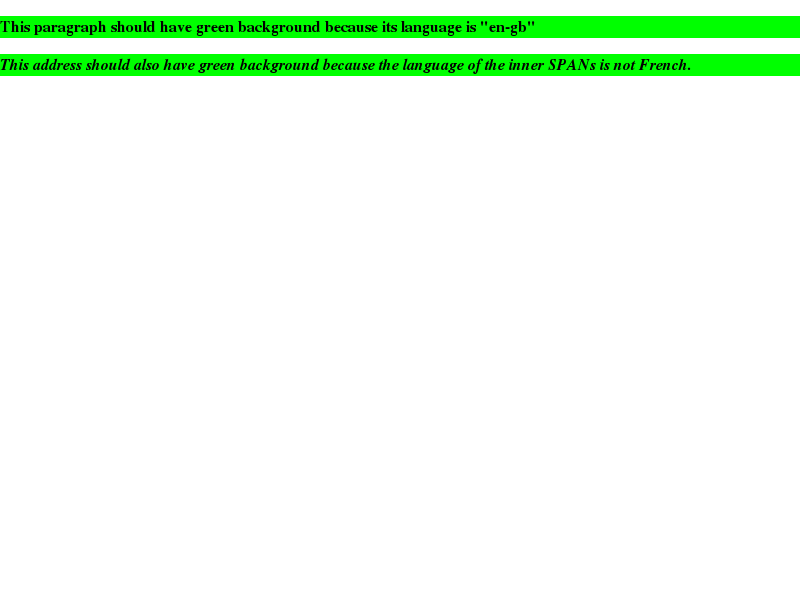 This paragraph should have green background because its language is "en-gb"
This address should also have green background because the language of the inner SPANs is not French.